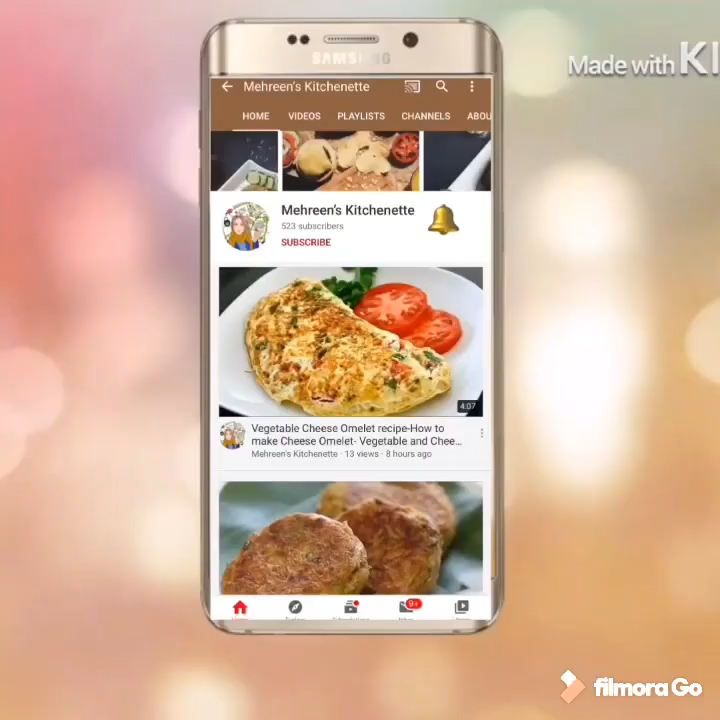 Made with KI
SAMSUNG
Mehreen's Kitchenette
HOME VIDEOS PLAYLISTS CHANNELS ABOU
Mehreen's Kitchenette
523 subscribers
SUBSCRIBE
4:07
Vegetable Cheese Omelet recipe-How to
make Cheese Omelet- Vegetable and Chee...
Mehreen's Kitchenette · 13 views · 8 hours ago
9+
filmora Go